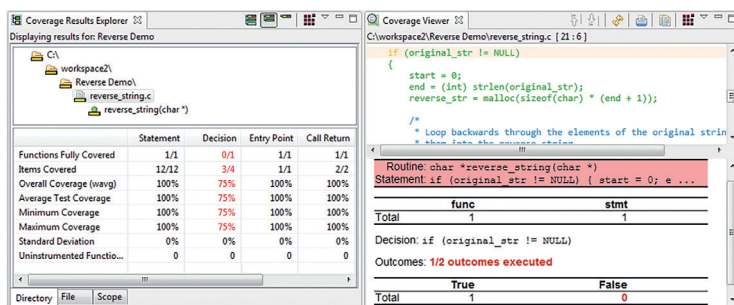 Coverage Results Explorer
Displaying results for: Reverse Demo
C:\
workspace2\
Reverse Demo\
reverse_string.c
reverse_string(char *)
Statement Decision Entry Point Call Return
Functions Fully Covered 1/1 0/1 1/1 1/1
Items Covered 12/12 3/4 1/1 2/2
Overall Coverage (wavg) 100% 75% 100% 100%
Average Test Coverage 100% 75% 100% 100%
Minimum Coverage 100% 75% 100% 100%
Maximum Coverage 100% 75% 100% 100%
Standard Deviation 0% 0% 0% 0%
Uninstrumented Functio... 0 0 0 0
Directory File Scope
Coverage Viewer
C:\workspace2\Reverse Demo\reverse_string.c [ 21 : 6 ]
if (original_str != NULL)
{
start = 0;
end = (int) strlen(original_str);
reverse_str = malloc(sizeof(char) * (end + 1));
/*
* Loop backwards through the elements of the original strin
* them into the reverse string
Routine: char *reverse_string(char *)
Statement: if (original_str != NULL) { start = 0; e ...
func stmt
Total 1 1
Decision: if (original_str != NULL)
Outcomes: 1/2 outcomes executed
True False
Total 1 0